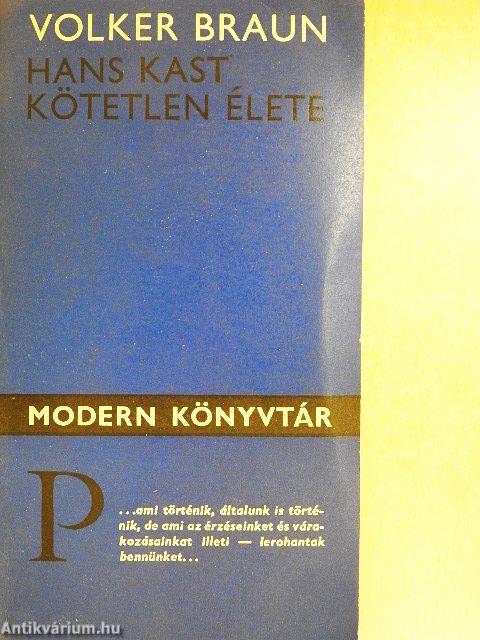 VOLKER BRAUN
HANS KAST
KÖTETLEN ÉLETE
MODERN KÖNYVTÁR
P
...ami történik, általunk is törté-
nik, de ami az érzéseinket és vára-
kozásainkat illeti — lerohantak
bennünket...
Antikvárium.hu